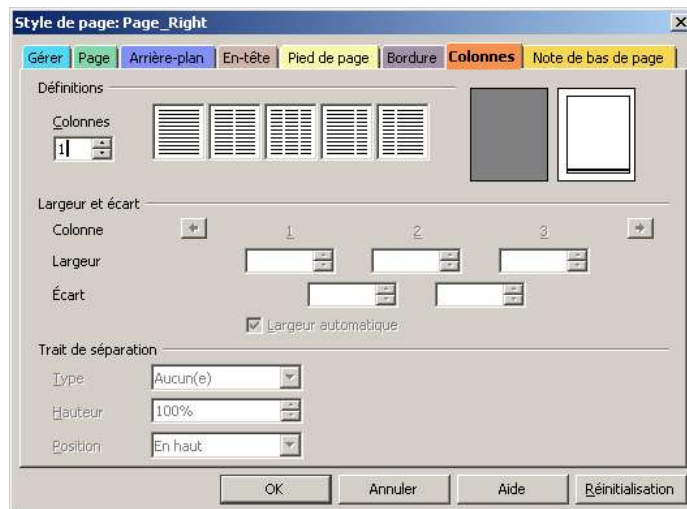 Style de page: Page_Right
Gérer Page Arrière-plan En-tête Pied de page Bordure Colonnes Note de bas de page
Définitions
Colonnes
1
Largeur et écart
Colonne 1 2 3
Largeur
Écart
Largeur automatique
Trait de séparation
Type Aucun(e)
Hauteur 100%
Position En haut
OK Annuler Aide Réinitialisation